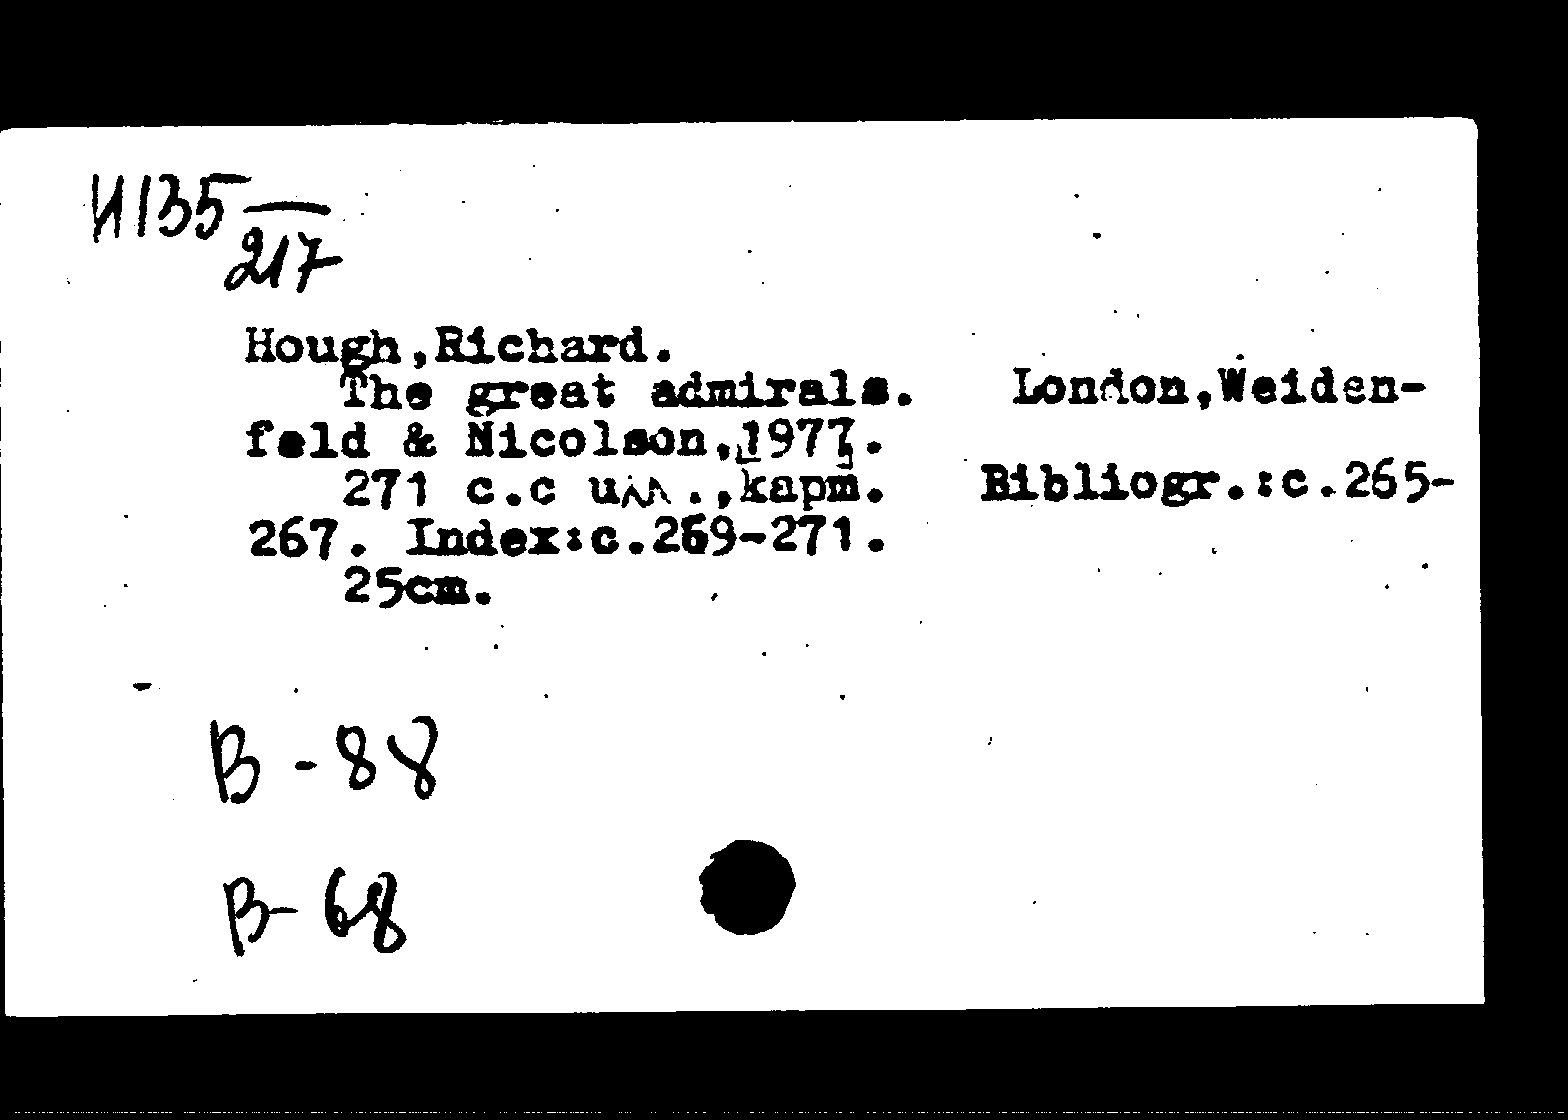 И135
217
Hough,Richard.
The great admirals. London,Weiden-
feld & Nicolson,[1977].
271 c.c илл.,карт. Bibliogr.:c.265-
267. Index:c.269-271.
25cm.
В-88
В-68